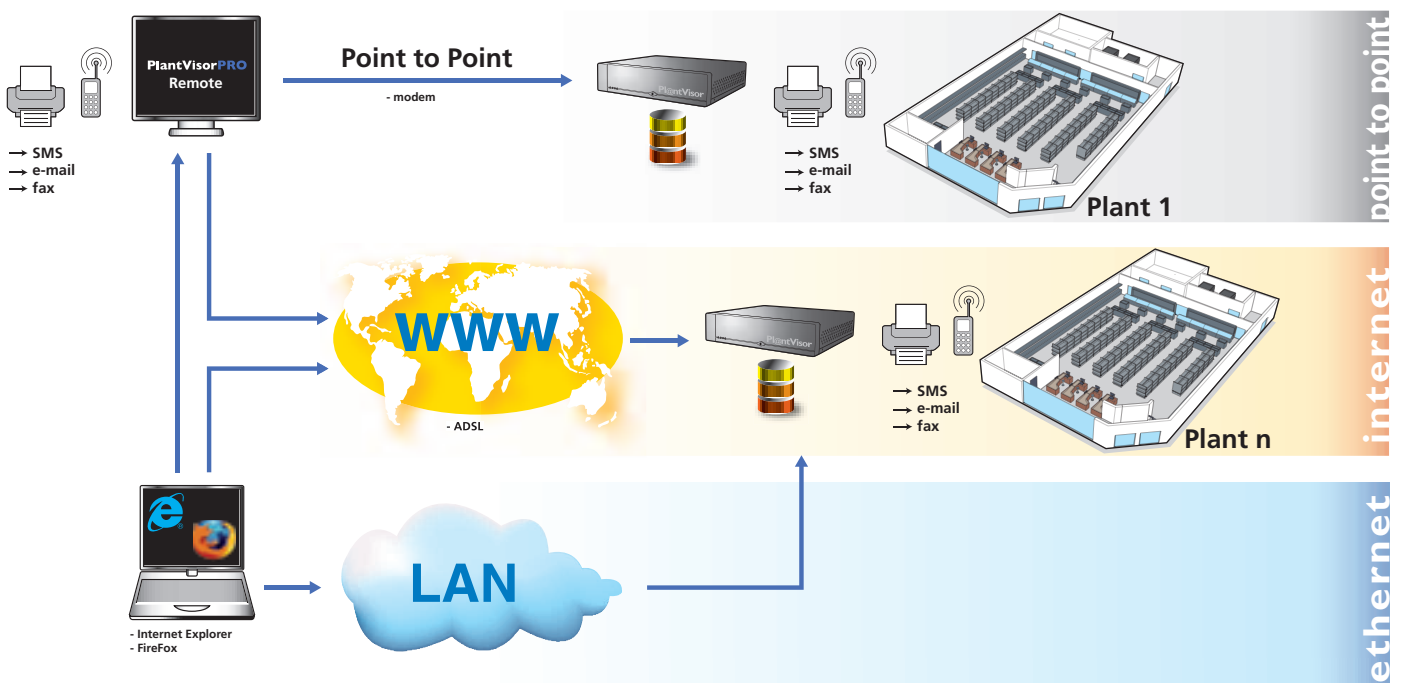 PlantVisorPRO
Remote
→ SMS
→ e-mail
→ fax
Point to Point
- modem
PlantVisor
→ SMS
→ e-mail
→ fax
Plant 1
point to point
WWW
- ADSL
PlantVisor
→ SMS
→ e-mail
→ fax
Plant n
internet
- Internet Explorer
- FireFox
LAN
ethernet